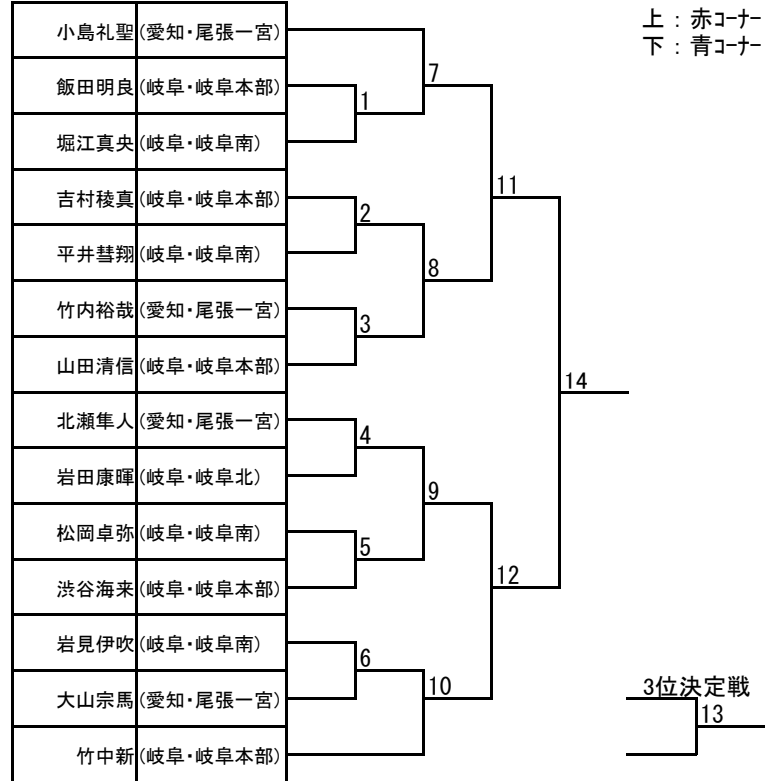 上：赤ｺｰﾅｰ
下：青ｺｰﾅｰ
小島礼聖(愛知・尾張一宮)
飯田明良(岐阜・岐阜本部)
堀江真央(岐阜・岐阜南)
吉村稜真(岐阜・岐阜本部)
平井彗翔(岐阜・岐阜南)
竹内裕哉(愛知・尾張一宮)
山田清信(岐阜・岐阜本部)
北瀬隼人(愛知・尾張一宮)
岩田康暉(岐阜・岐阜北)
松岡卓弥(岐阜・岐阜南)
渋谷海来(岐阜・岐阜本部)
岩見伊吹(岐阜・岐阜南)
大山宗馬(愛知・尾張一宮)
竹中新(岐阜・岐阜本部)
1
2
3
4
5
6
7
8
9
10
11
12
14
3位決定戦
13